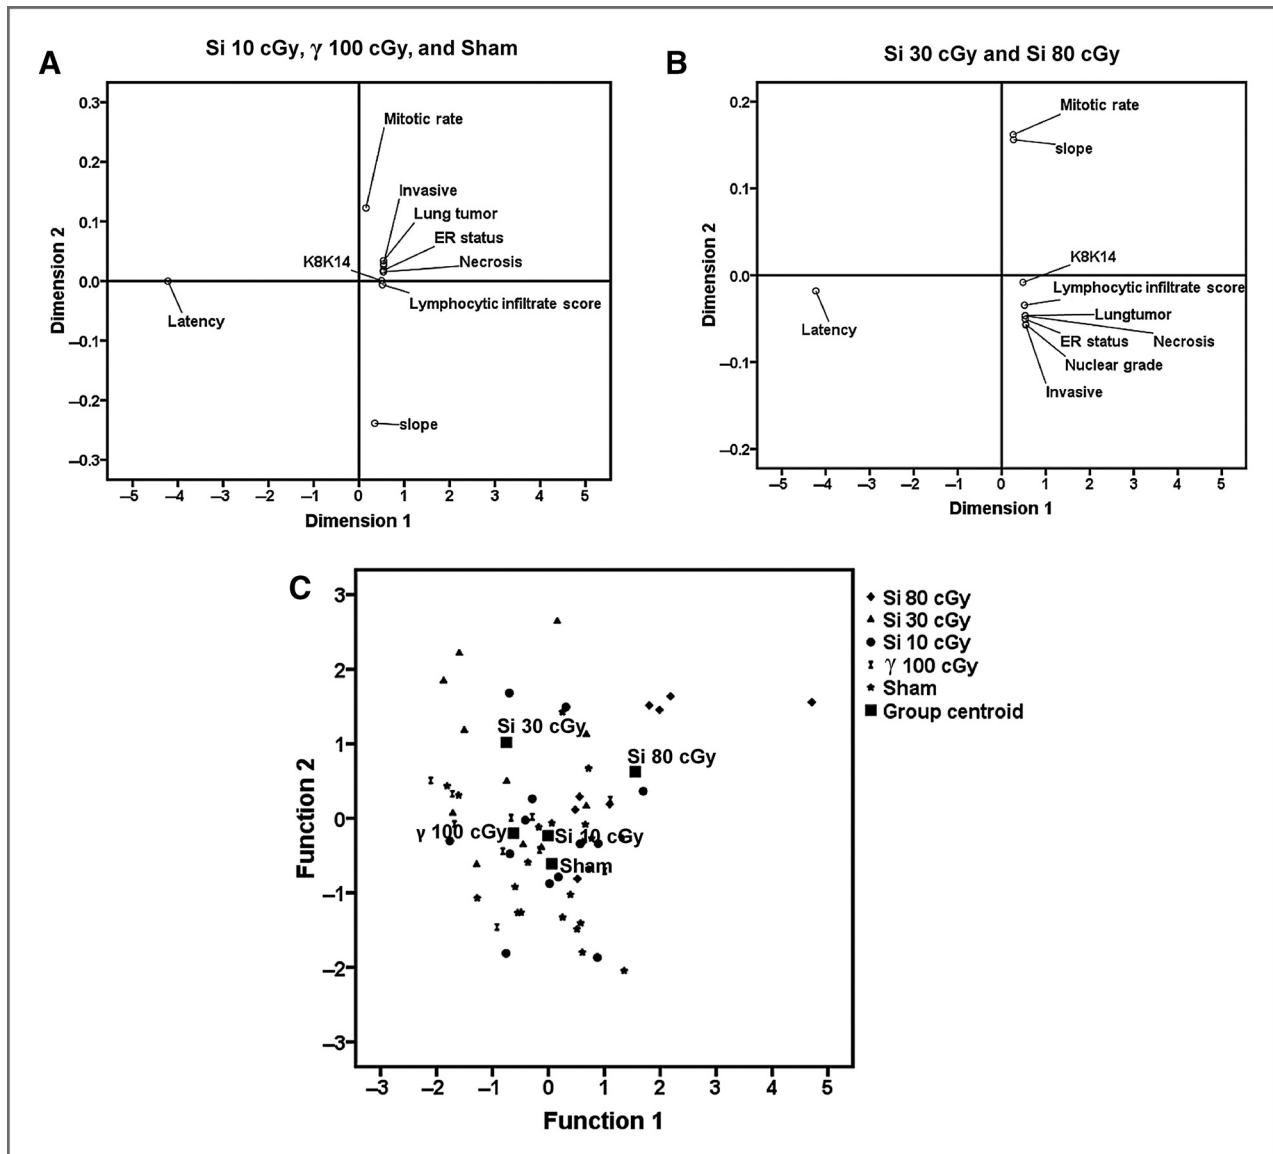 A
Si 10 cGy, γ 100 cGy, and Sham
0.3
0.2
0.1
0.0
–0.1
–0.2
–0.3
Dimension 2
Mitotic rate
Invasive
Lung tumor
ER status
K8K14
Necrosis
Lymphocytic infiltrate score
Latency
slope
–5 –4 –3 –2 –1 0 1 2 3 4 5
Dimension 1
B
Si 30 cGy and Si 80 cGy
0.2
0.1
0.0
–0.1
–0.2
Dimension 2
Mitotic rate
slope
K8K14
Lymphocytic infiltrate score
Lungtumor
Latency
ER status Necrosis
Nuclear grade
Invasive
–5 –4 –3 –2 –1 0 1 2 3 4 5
Dimension 1
C
3
2
1
0
–1
–2
–3
Function 2
Si 30 cGy
Si 80 cGy
γ 100 cGy
Si 10 cGy
Sham
–3 –2 –1 0 1 2 3 4 5
Function 1
Si 80 cGy
Si 30 cGy
Si 10 cGy
γ 100 cGy
Sham
Group centroid